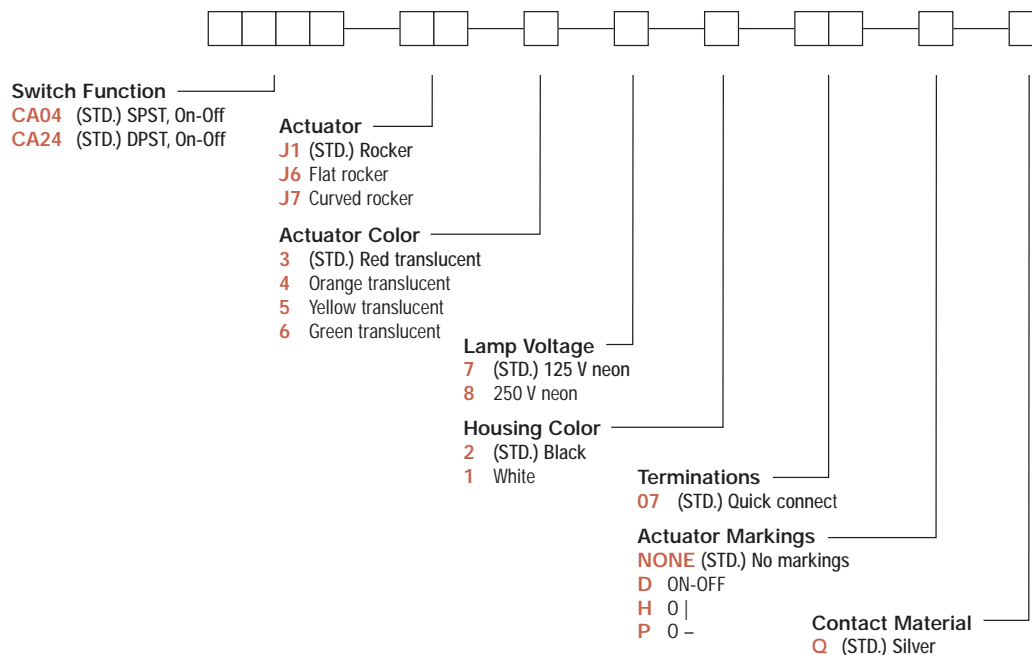 Switch Function
CA04 (STD.) SPST, On-Off
CA24 (STD.) DPST, On-Off
Actuator
J1 (STD.) Rocker
J6 Flat rocker
J7 Curved rocker
Actuator Color
3 (STD.) Red translucent
4 Orange translucent
5 Yellow translucent
6 Green translucent
Lamp Voltage
7 (STD.) 125 V neon
8 250 V neon
Housing Color
2 (STD.) Black
1 White
Terminations
07 (STD.) Quick connect
Actuator Markings
NONE (STD.) No markings
D ON-OFF
H O |
P O –
Contact Material
Q (STD.) Silver